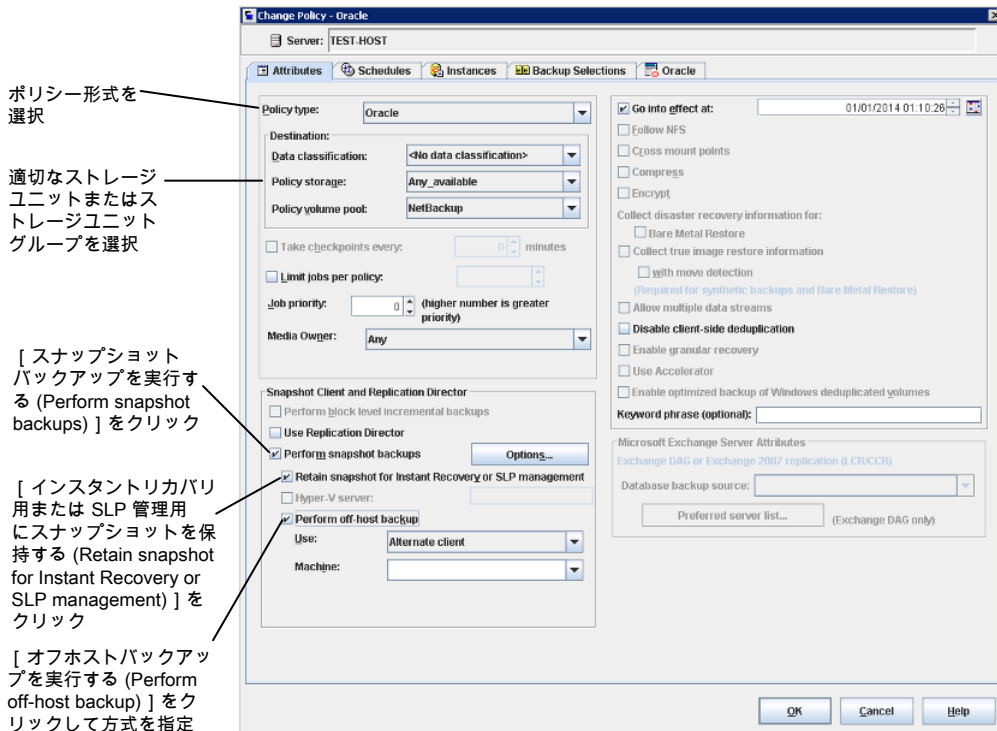 Change Policy - Oracle
Server: TEST-HOST
Attributes
Schedules
Instances
Backup Selections
Oracle
ポリシー形式を
選択
適切なストレージ
ユニットまたはス
トレージユニット
グループを選択
[ スナップショット
バックアップを実行す
る (Perform snapshot
backups) ] をクリック
[ インスタントリカバリ
用または SLP 管理用
にスナップショットを保
持する (Retain snapshot
for Instant Recovery or
SLP management) ] を
クリック
[ オフホストバックアッ
プを実行する (Perform
off-host backup) ] をク
リックして方式を指定
Policy type: Oracle
Destination:
Data classification: <No data classification>
Policy storage: Any_available
Policy volume pool: NetBackup
Take checkpoints every: 0 minutes
Limit jobs per policy:
Job priority: 0 (higher number is greater
priority)
Media Owner: Any
Snapshot Client and Replication Director
Perform block level incremental backups
Use Replication Director
Perform snapshot backups Options...
Retain snapshot for Instant Recovery or SLP management
Hyper-V server:
Perform off-host backup
Use: Alternate client
Machine:
Go into effect at: 01/01/2014 01:10:26
Follow NFS
Cross mount points
Compress
Encrypt
Collect disaster recovery information for:
Bare Metal Restore
Collect true image restore information
with move detection
(Required for synthetic backups and Bare Metal Restore)
Allow multiple data streams
Disable client-side deduplication
Enable granular recovery
Use Accelerator
Enable optimized backup of Windows deduplicated volumes
Keyword phrase (optional):
Microsoft Exchange Server Attributes
Exchange DAG or Exchange 2007 replication (LCR/CCR)
Database backup source:
Preferred server list... (Exchange DAG only)
OK
Cancel
Help